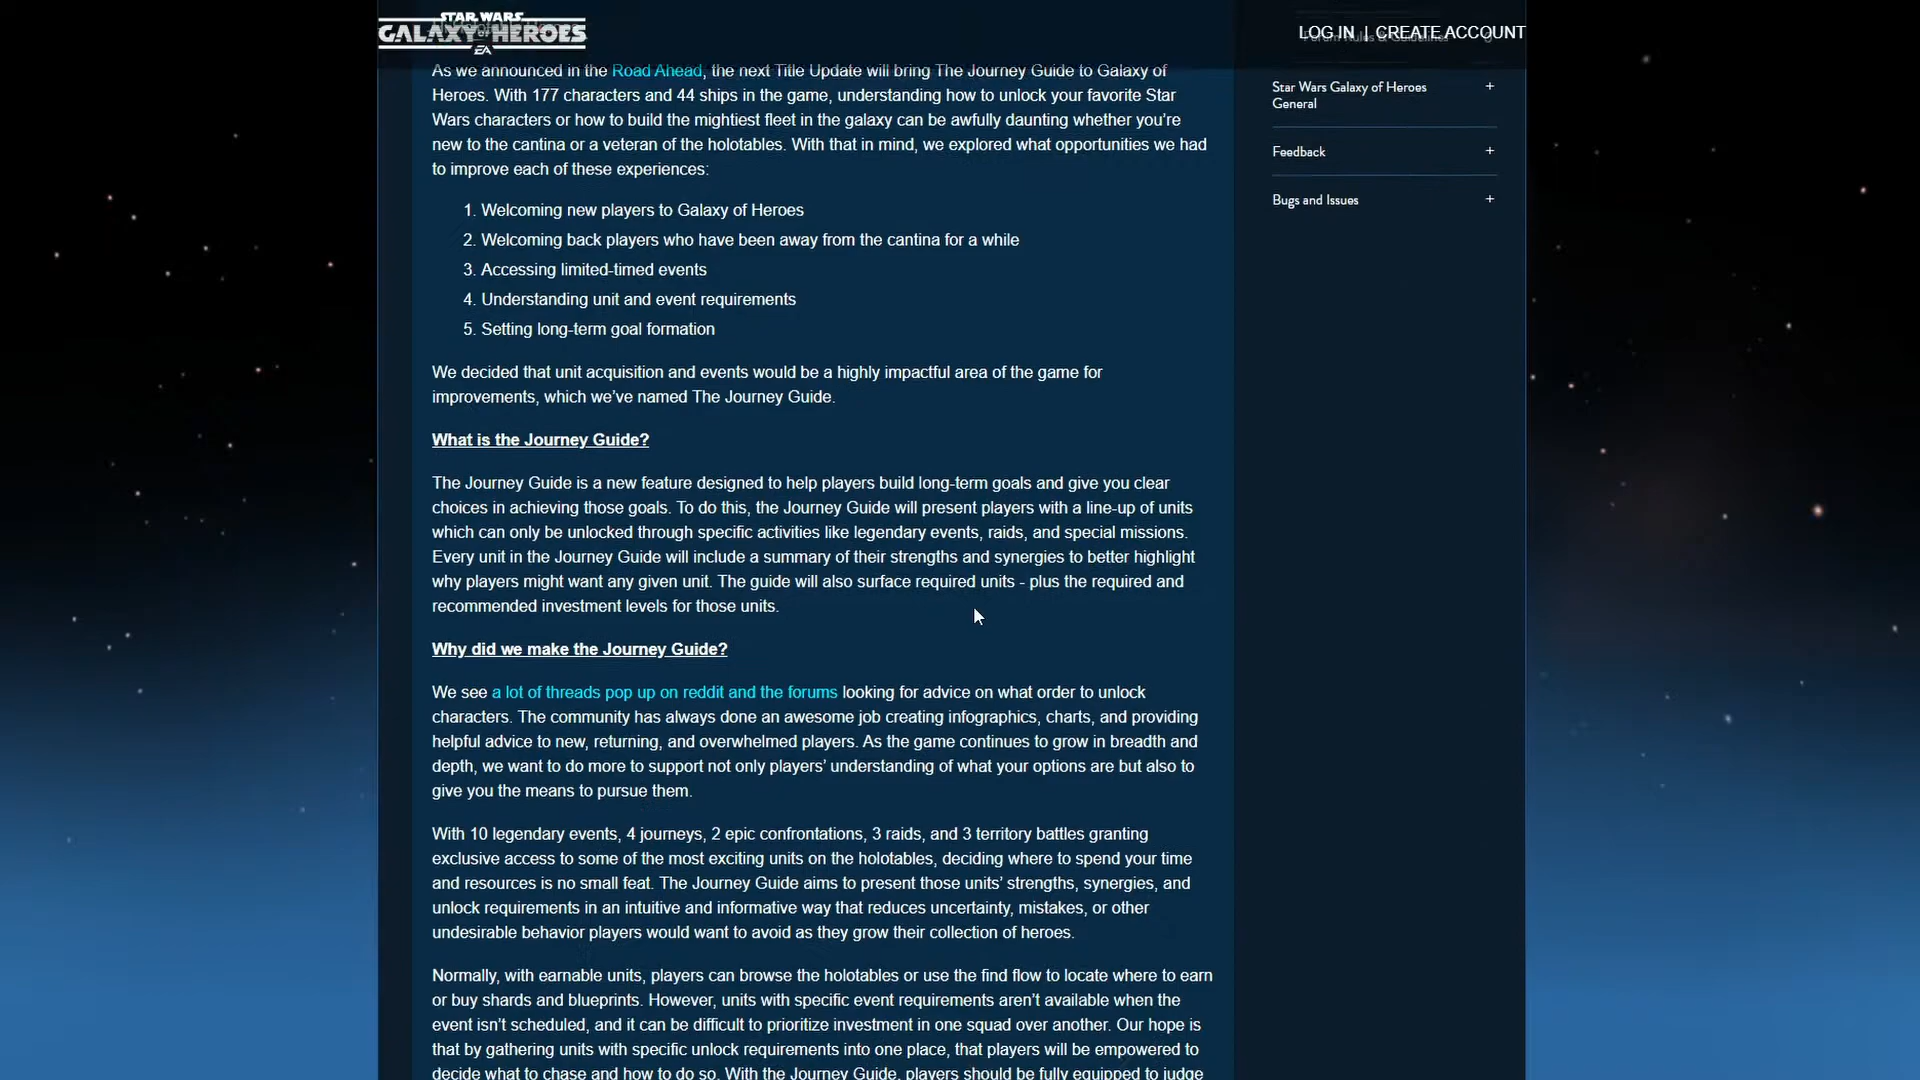 STAR WARS
GALAXY OF HEROES
EA
LOG IN | CREATE ACCOUNT
Forum Rules & Guidelines
As we announced in the Road Ahead, the next Title Update will bring The Journey Guide to Galaxy of
Heroes. With 177 characters and 44 ships in the game, understanding how to unlock your favorite Star
Wars characters or how to build the mightiest fleet in the galaxy can be awfully daunting whether you're
new to the cantina or a veteran of the holotables. With that in mind, we explored what opportunities we had
to improve each of these experiences:
1. Welcoming new players to Galaxy of Heroes
2. Welcoming back players who have been away from the cantina for a while
3. Accessing limited-timed events
4. Understanding unit and event requirements
5. Setting long-term goal formation
We decided that unit acquisition and events would be a highly impactful area of the game for
improvements, which we've named The Journey Guide.
What is the Journey Guide?
The Journey Guide is a new feature designed to help players build long-term goals and give you clear
choices in achieving those goals. To do this, the Journey Guide will present players with a line-up of units
which can only be unlocked through specific activities like legendary events, raids, and special missions.
Every unit in the Journey Guide will include a summary of their strengths and synergies to better highlight
why players might want any given unit. The guide will also surface required units - plus the required and
recommended investment levels for those units.
Why did we make the Journey Guide?
We see a lot of threads pop up on reddit and the forums looking for advice on what order to unlock
characters. The community has always done an awesome job creating infographics, charts, and providing
helpful advice to new, returning, and overwhelmed players. As the game continues to grow in breadth and
depth, we want to do more to support not only players' understanding of what your options are but also to
give you the means to pursue them.
With 10 legendary events, 4 journeys, 2 epic confrontations, 3 raids, and 3 territory battles granting
exclusive access to some of the most exciting units on the holotables, deciding where to spend your time
and resources is no small feat. The Journey Guide aims to present those units' strengths, synergies, and
unlock requirements in an intuitive and informative way that reduces uncertainty, mistakes, or other
undesirable behavior players would want to avoid as they grow their collection of heroes.
Normally, with earnable units, players can browse the holotables or use the find flow to locate where to earn
or buy shards and blueprints. However, units with specific event requirements aren't available when the
event isn't scheduled, and it can be difficult to prioritize investment in one squad over another. Our hope is
that by gathering units with specific unlock requirements into one place, that players will be empowered to
decide what to chase and how to do so. With the Journey Guide, players should be fully equipped to judge
Star Wars Galaxy of Heroes +
General
Feedback +
Bugs and Issues +